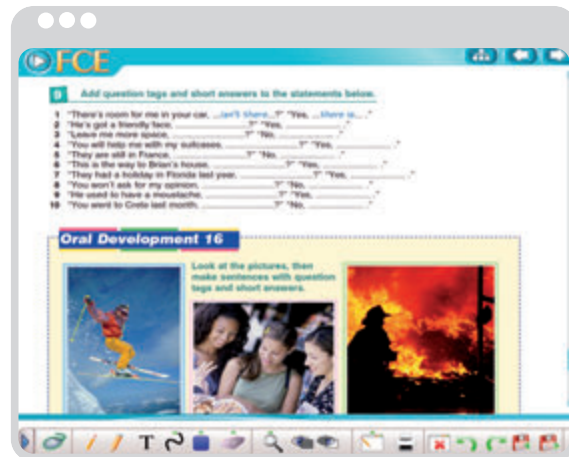 FCE
9 Add question tags and short answers to the statements below.
1 "There's room for me in your car, ...isn't there...?" "Yes, ...there is... ."
2 "He's got a friendly face, ..............?" "Yes, .............. ."
3 "Leave me more space, ..............?" "No, .............. ."
4 "You will help me with my suitcases, ..............?" "Yes, .............. ."
5 "They are still in France, ..............?" "No, .............. ."
6 "This is the way to Brian's house, ..............?" "Yes, .............. ."
7 "They had a holiday in Florida last year, ..............?" "Yes, .............. ."
8 "You won't ask for my opinion, ..............?" "No, .............. ."
9 "He used to have a moustache, ..............?" "Yes, .............. ."
10 "You went to Crete last month, ..............?" "No, .............. ."
Oral Development 16
Look at the pictures, then
make sentences with question
tags and short answers.
T